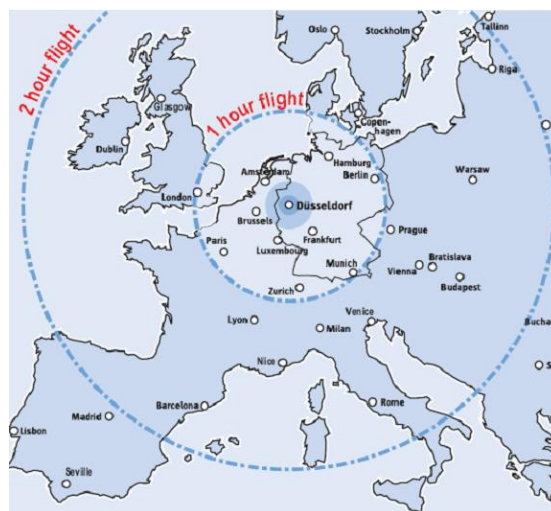 Oslo
Stockholm
Tallinn
Riga
2 hour flight
Glasgow
1 hour flight
Copen-
hagen
Dublin
Hamburg
Amsterdam
Berlin
Warsaw
London
Düsseldorf
Brussels
Frankfurt
Prague
Paris
Luxembourg
Munich
Vienna
Bratislava
Budapest
Zurich
Lyon
Milan
Venice
Bucha
Nice
S
Barcelona
Rome
Madrid
Lisbon
Seville